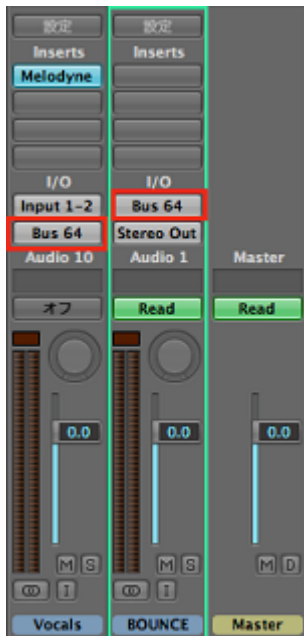 設定
Inserts
Melodyne
I/O
Input 1-2
Bus 64
Audio 10
オフ
0.0
M S
I
Vocals
設定
Inserts
I/O
Bus 64
Stereo Out
Audio 1
Read
0.0
M S
I
BOUNCE
Master
Read
0.0
M D
Master